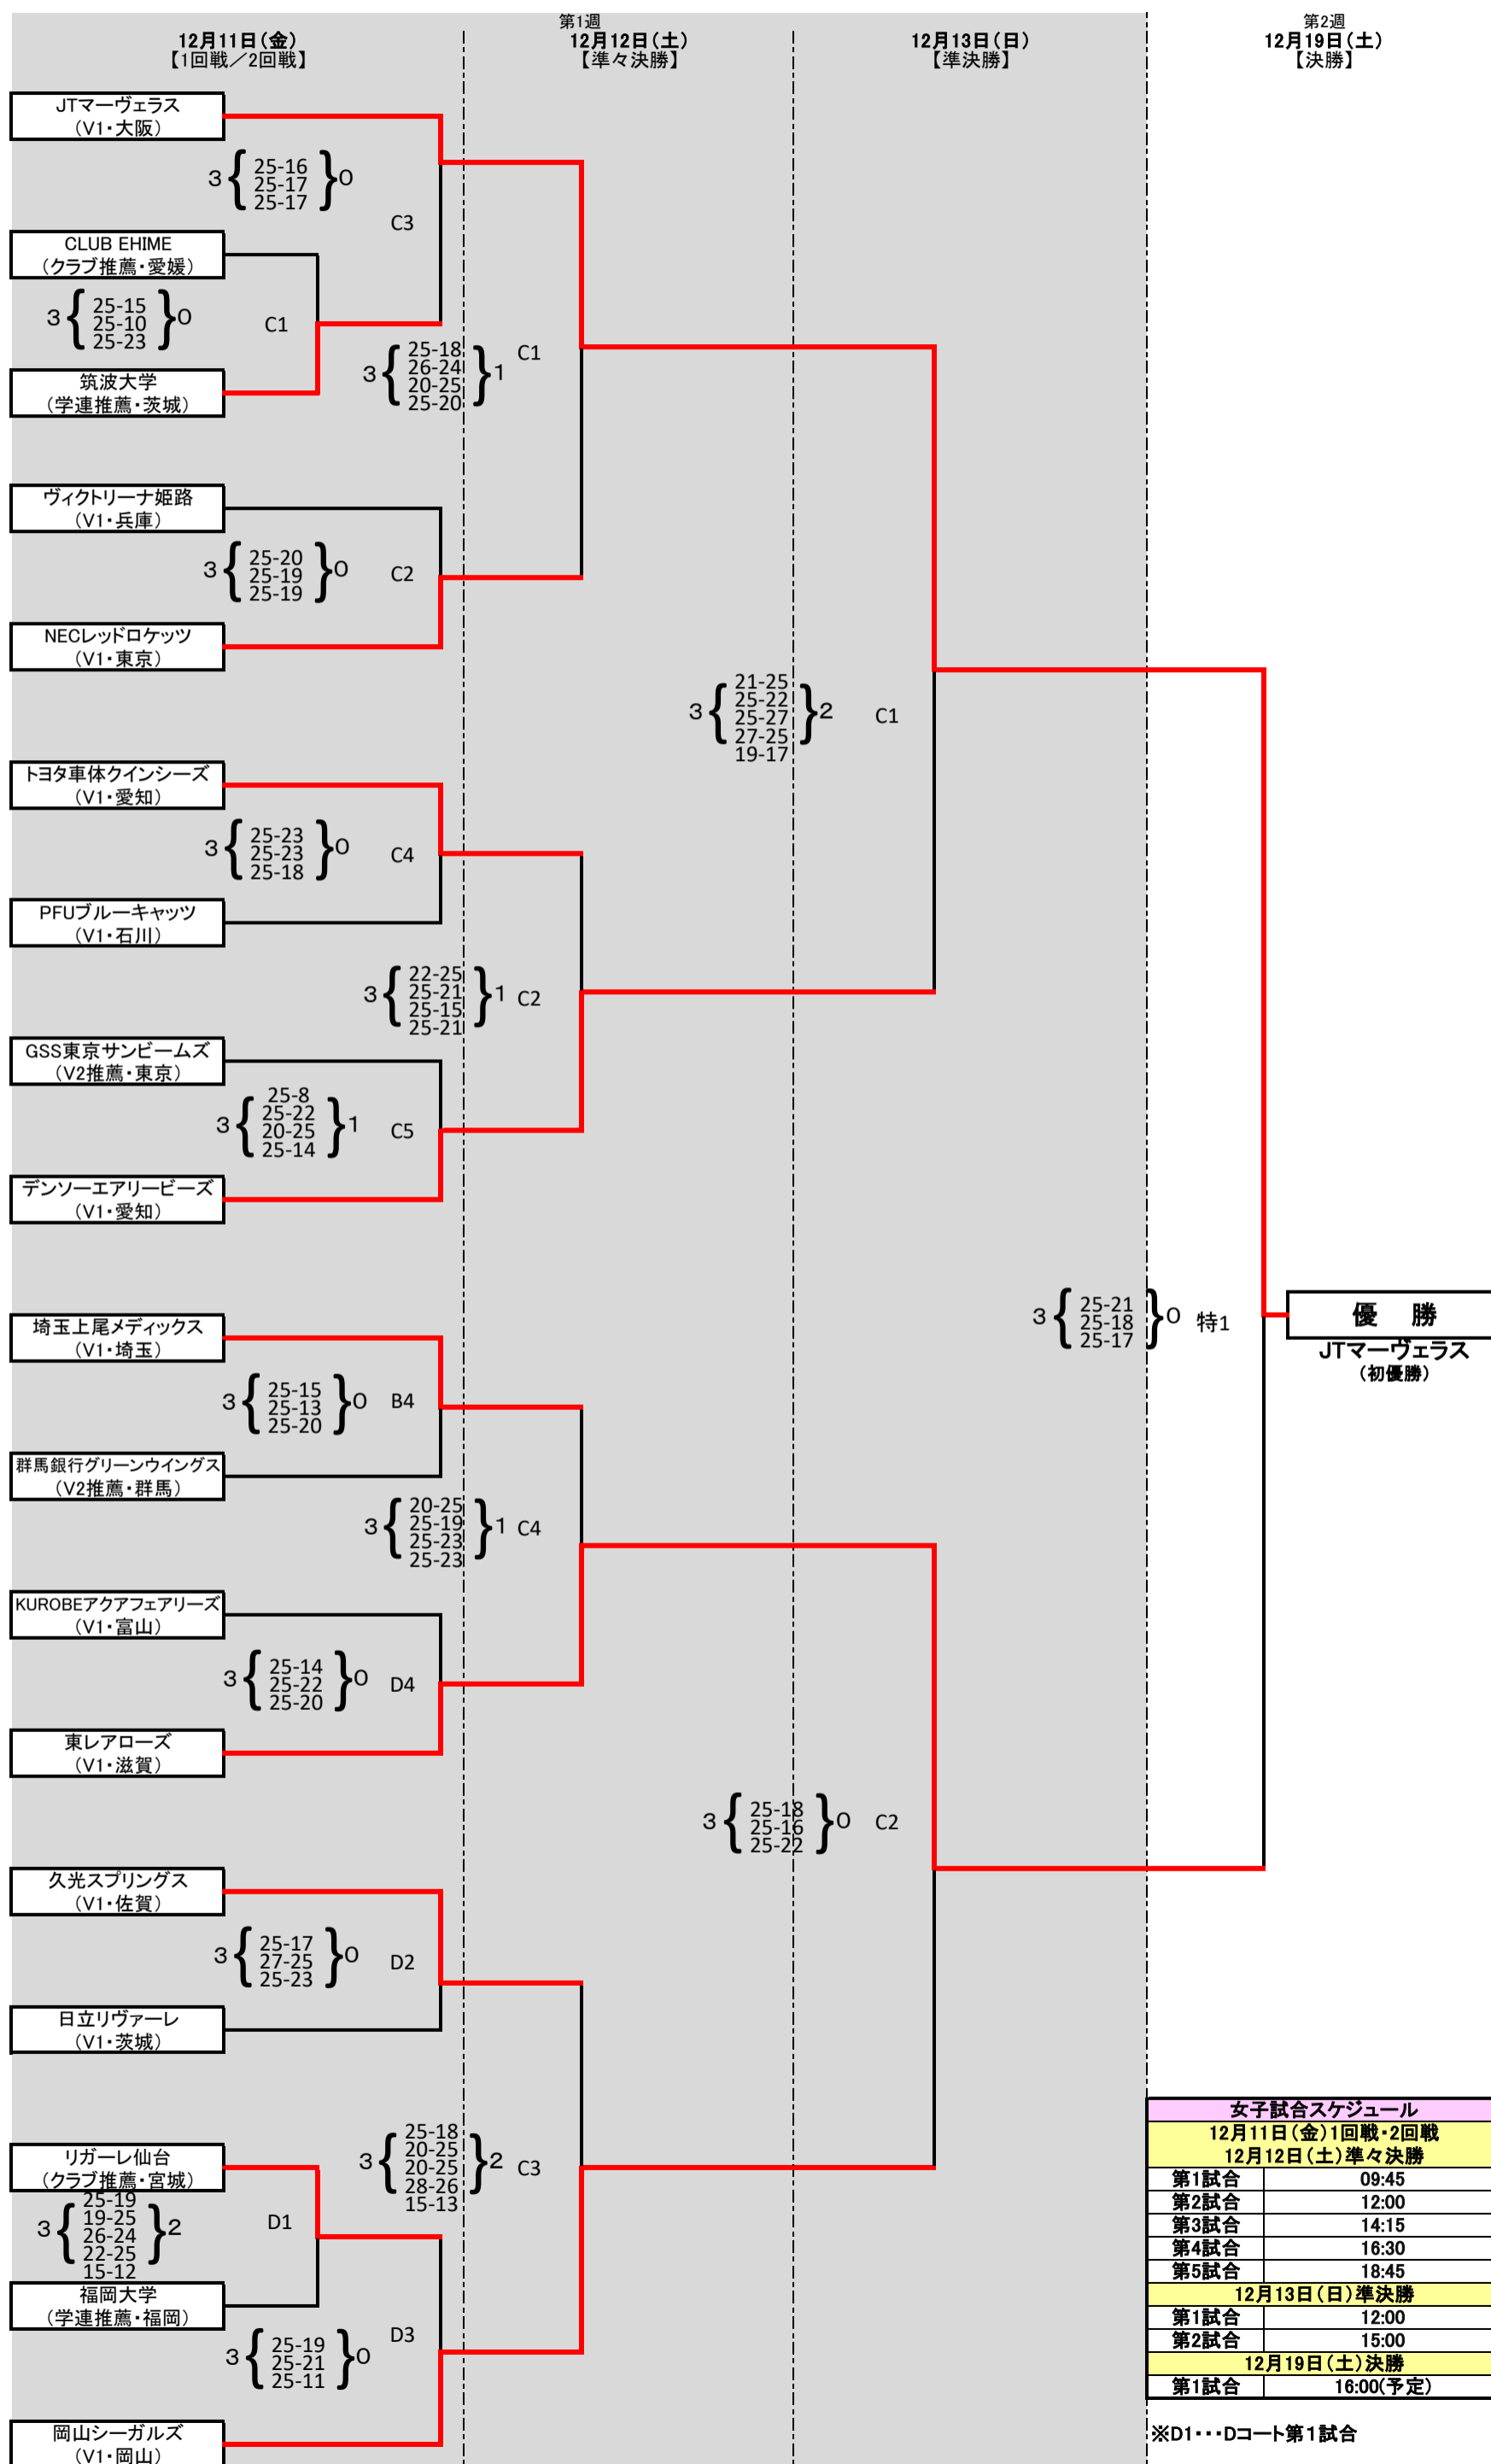 第1週
第2週
12月11日(金)
【1回戦／2回戦】
12月12日(土)
【準々決勝】
12月13日(日)
【準決勝】
12月19日(土)
【決勝】
JTマーヴェラス
(V1・大阪)
3 { 25-16
25-17
25-17 } 0
C3
CLUB EHIME
(クラブ推薦・愛媛)
3 { 25-15
25-10
25-23 } 0
C1
筑波大学
(学連推薦・茨城)
3 { 25-18
26-24
20-25
25-20 } 1
C1
ヴィクトリーナ姫路
(V1・兵庫)
3 { 25-20
25-19
25-19 } 0
C2
NECレッドロケッツ
(V1・東京)
3 { 21-25
25-22
25-27
27-25
19-17 } 2
C1
トヨタ車体クインシーズ
(V1・愛知)
3 { 25-23
25-23
25-18 } 0
C4
PFUブルーキャッツ
(V1・石川)
3 { 22-25
25-21
25-15
25-21 } 1
C2
GSS東京サンビームズ
(V2推薦・東京)
3 { 25-8
25-22
20-25
25-14 } 1
C5
デンソーエアリービーズ
(V1・愛知)
3 { 25-21
25-18
25-17 } 0
特1
優　勝
JTマーヴェラス
(初優勝)
埼玉上尾メディックス
(V1・埼玉)
3 { 25-15
25-13
25-20 } 0
B4
群馬銀行グリーンウイングス
(V2推薦・群馬)
3 { 20-25
25-19
25-23
25-23 } 1
C4
KUROBEアクアフェアリーズ
(V1・富山)
3 { 25-14
25-22
25-20 } 0
D4
東レアローズ
(V1・滋賀)
3 { 25-18
25-16
25-22 } 0
C2
久光スプリングス
(V1・佐賀)
3 { 25-17
27-25
25-23 } 0
D2
日立リヴァーレ
(V1・茨城)
3 { 25-18
20-25
20-25
28-26
15-13 } 2
C3
リガーレ仙台
(クラブ推薦・宮城)
3 { 25-19
19-25
26-24
22-25
15-12 } 2
D1
福岡大学
(学連推薦・福岡)
3 { 25-19
25-21
25-11 } 0
D3
岡山シーガルズ
(V1・岡山)
女子試合スケジュール
12月11日(金)1回戦・2回戦
12月12日(土)準々決勝
第1試合 09:45
第2試合 12:00
第3試合 14:15
第4試合 16:30
第5試合 18:45
12月13日(日)準決勝
第1試合 12:00
第2試合 15:00
12月19日(土)決勝
第1試合 16:00(予定)
※D1・・・Dコート第1試合